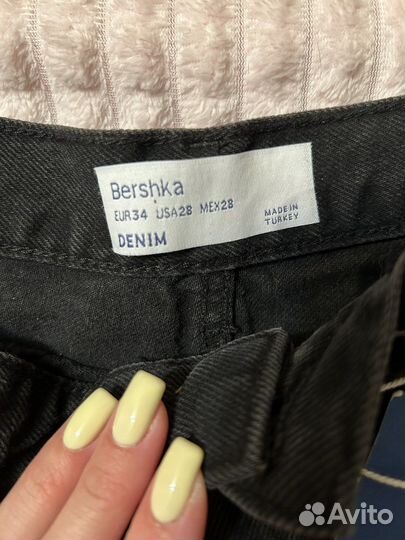 Bershka
EUR34 USA28 MEX28
DENIM
MADE IN
TURKEY
Avito